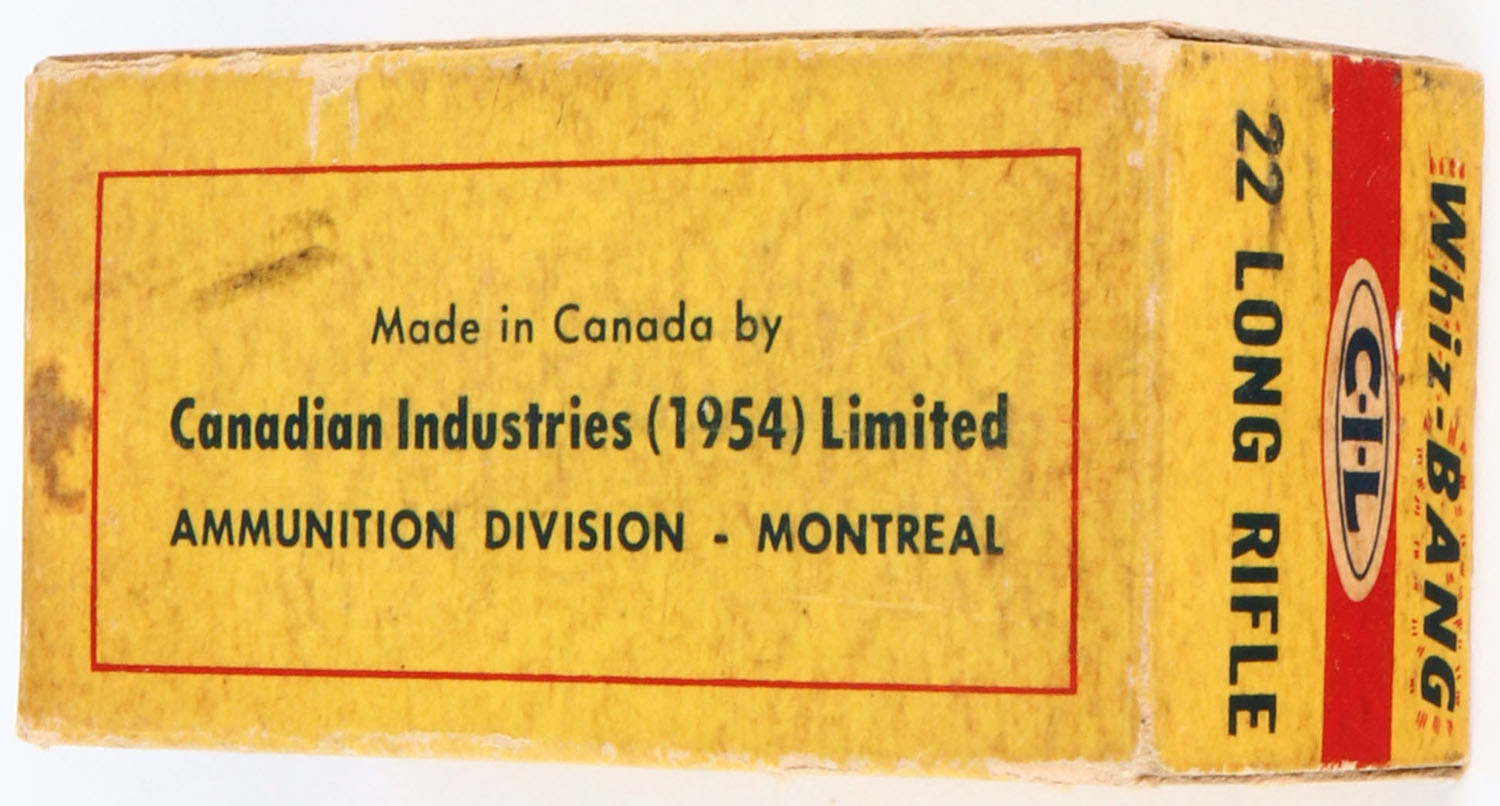 Made in Canada by
Canadian Industries (1954) Limited
AMMUNITION DIVISION - MONTREAL
Whiz-BANG
C-I-L
22 LONG RIFLE